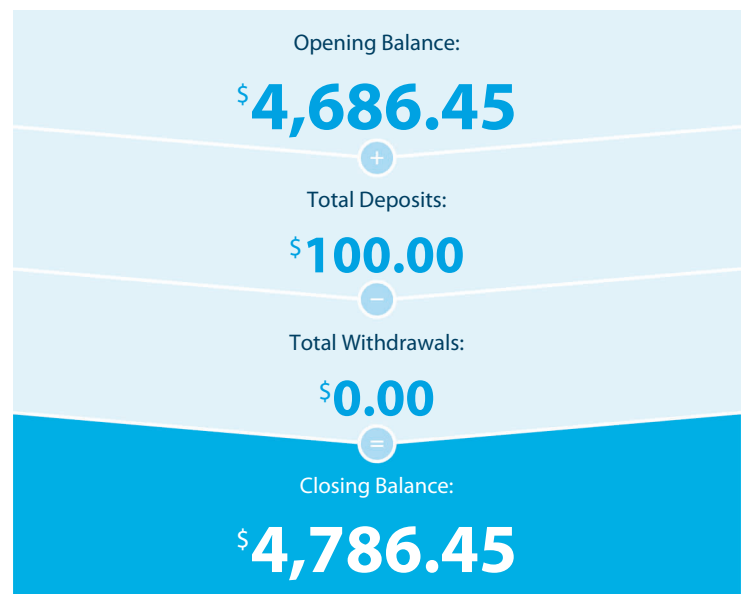 Opening Balance:
$4,686.45
+
Total Deposits:
$100.00
−
Total Withdrawals:
$0.00
=
Closing Balance:
$4,786.45